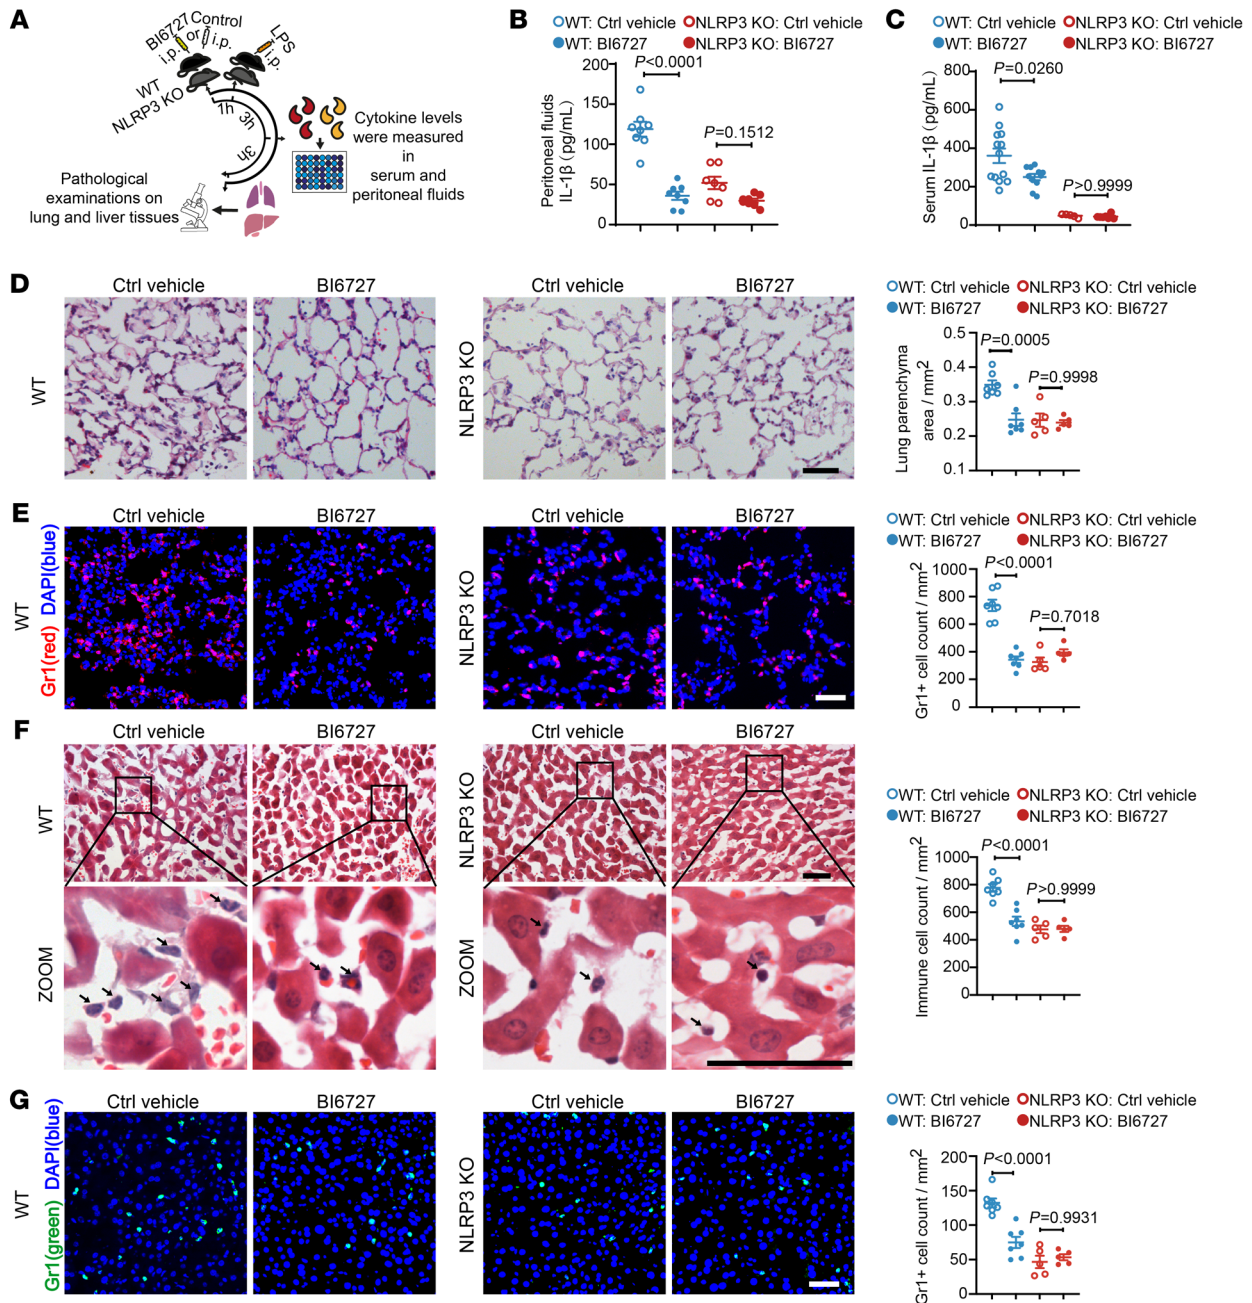 A
BI6727 Control
i.p. or i.p.
LPS
i.p.
WT
NLRP3 KO
1h
3h
3h
Cytokine levels
were measured
in
serum and
peritoneal fluids
Pathological
examinations on
lung and liver tissues
B
WT: Ctrl vehicle NLRP3 KO: Ctrl vehicle
WT: BI6727 NLRP3 KO: BI6727
Peritoneal fluids
IL-1β (pg/mL)
200
150
100
50
0
P<0.0001
P=0.1512
C
WT: Ctrl vehicle NLRP3 KO: Ctrl vehicle
WT: BI6727 NLRP3 KO: BI6727
Serum IL-1β (pg/mL)
800
600
400
200
0
P=0.0260
P>0.9999
D
Ctrl vehicle BI6727 Ctrl vehicle BI6727
WT
NLRP3 KO
WT: Ctrl vehicle NLRP3 KO: Ctrl vehicle
WT: BI6727 NLRP3 KO: BI6727
Lung parenchyma
area / mm2
0.5
0.4
0.3
0.2
0.1
P=0.0005
P=0.9998
E
Ctrl vehicle BI6727 Ctrl vehicle BI6727
WT
Gr1(red) DAPI(blue)
NLRP3 KO
WT: Ctrl vehicle NLRP3 KO: Ctrl vehicle
WT: BI6727 NLRP3 KO: BI6727
Gr1+ cell count / mm2
1000
800
600
400
200
0
P<0.0001
P=0.7018
F
Ctrl vehicle BI6727 Ctrl vehicle BI6727
WT
NLRP3 KO
ZOOM
ZOOM
WT: Ctrl vehicle NLRP3 KO: Ctrl vehicle
WT: BI6727 NLRP3 KO: BI6727
Immune cell count / mm2
1000
800
600
400
200
0
P<0.0001
P>0.9999
G
Ctrl vehicle BI6727 Ctrl vehicle BI6727
WT
Gr1(green) DAPI(blue)
NLRP3 KO
WT: Ctrl vehicle NLRP3 KO: Ctrl vehicle
WT: BI6727 NLRP3 KO: BI6727
Gr1+ cell count / mm2
200
150
100
50
0
P<0.0001
P=0.9931